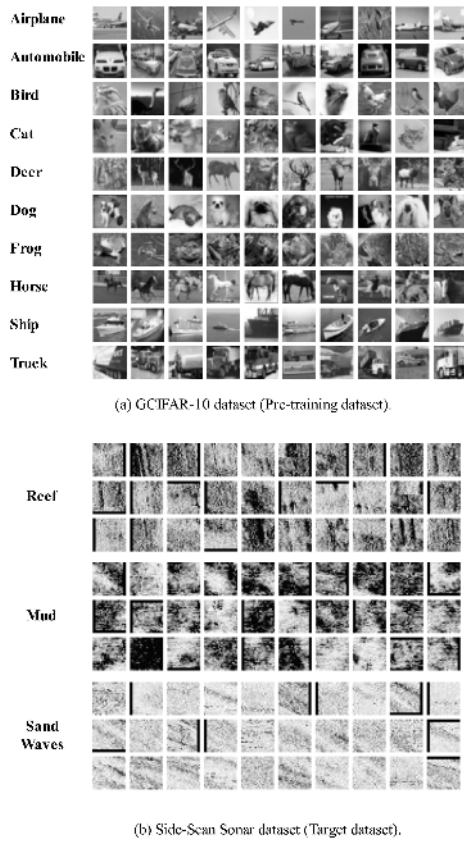 Airplane
Automobile
Bird
Cat
Deer
Dog
Frog
Horse
Ship
Truck
(a) GCIFAR-10 dataset (Pre-training dataset).
Reef
Mud
Sand
Waves
(b) Side-Scan Sonar dataset (Target dataset).